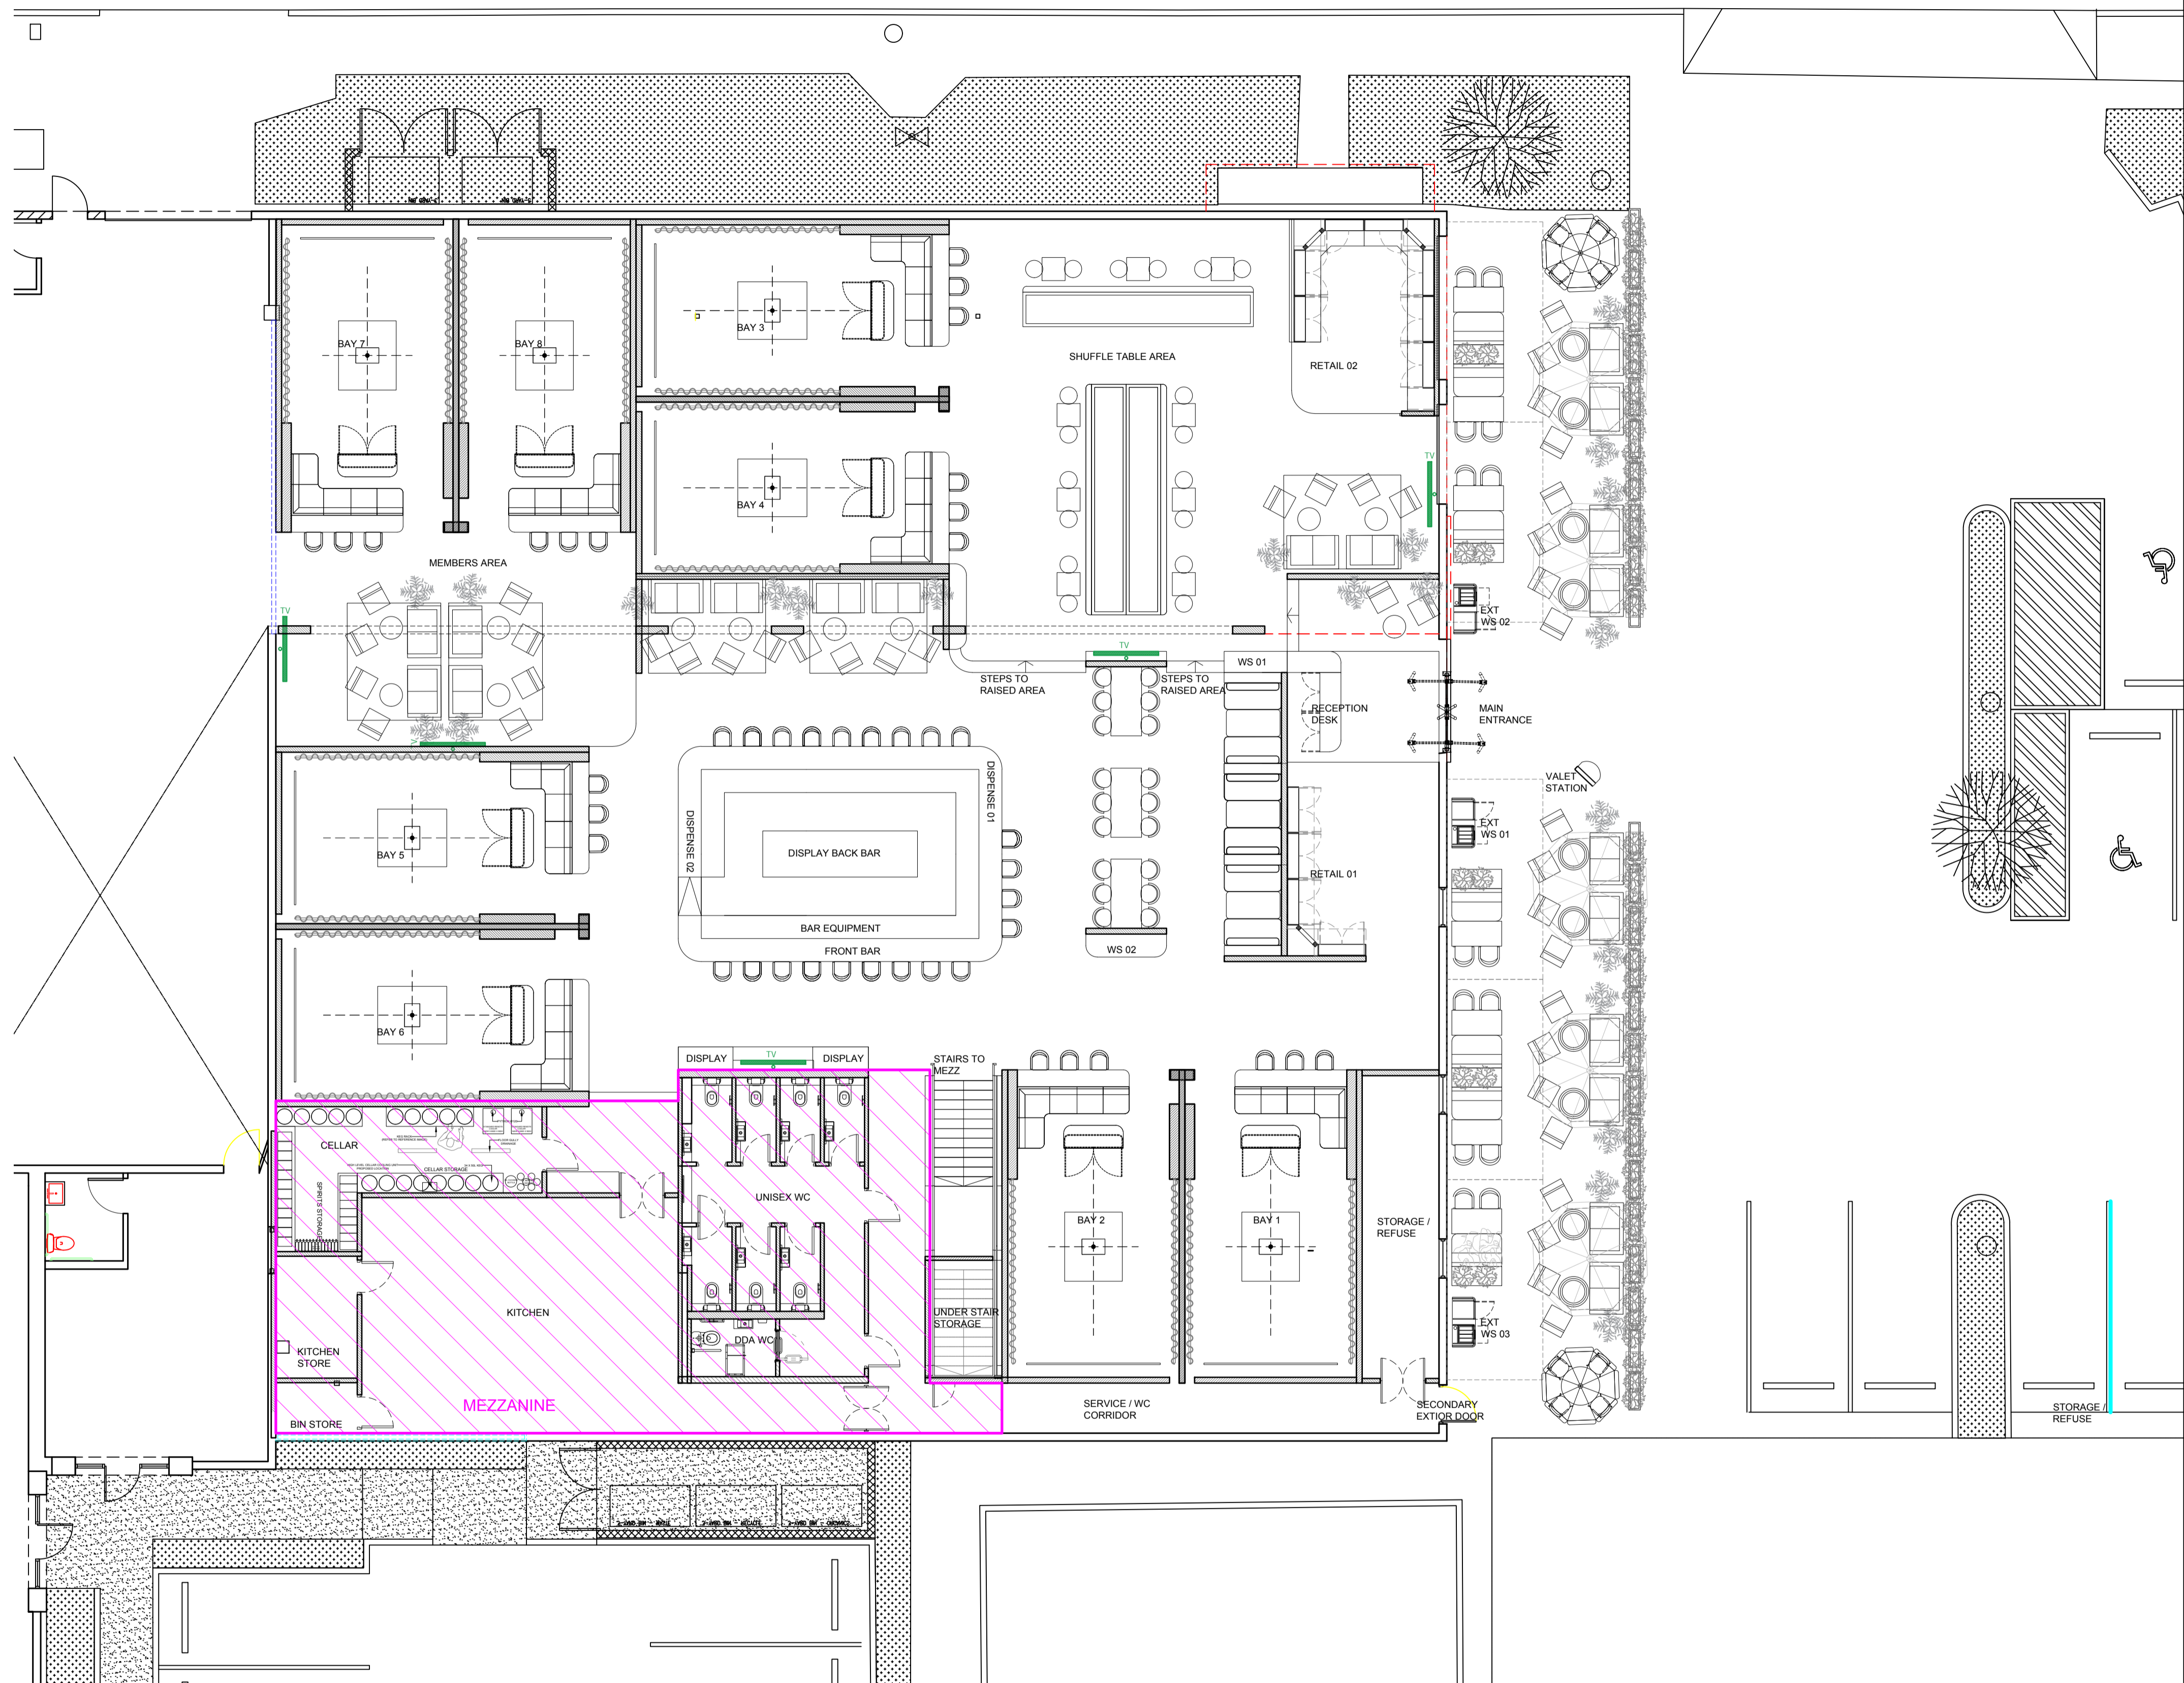 BAY 7
BAY 8
BAY 3
BAY 4
SHUFFLE TABLE AREA
RETAIL 02
TV
MEMBERS AREA
TV
EXT
WS 02
TV
WS 01
STEPS TO
RAISED AREA
STEPS TO
RAISED AREA
RECEPTION
DESK
MAIN
ENTRANCE
VALET
STATION
DISPENSE 01
DISPENSE 02
DISPLAY BACK BAR
BAR EQUIPMENT
FRONT BAR
BAY 5
EXT
WS 01
RETAIL 01
WS 02
BAY 6
DISPLAY
TV
DISPLAY
STAIRS TO
MEZZ
CELLAR
CELLAR STORAGE
SPIRITS STORAGE
UNISEX WC
BAY 2
BAY 1
STORAGE /
REFUSE
KITCHEN
UNDER STAIR
STORAGE
DDA WC
EXT
WS 03
KITCHEN
STORE
MEZZANINE
BIN STORE
SERVICE / WC
CORRIDOR
SECONDARY
EXTIOR DOOR
STORAGE /
REFUSE